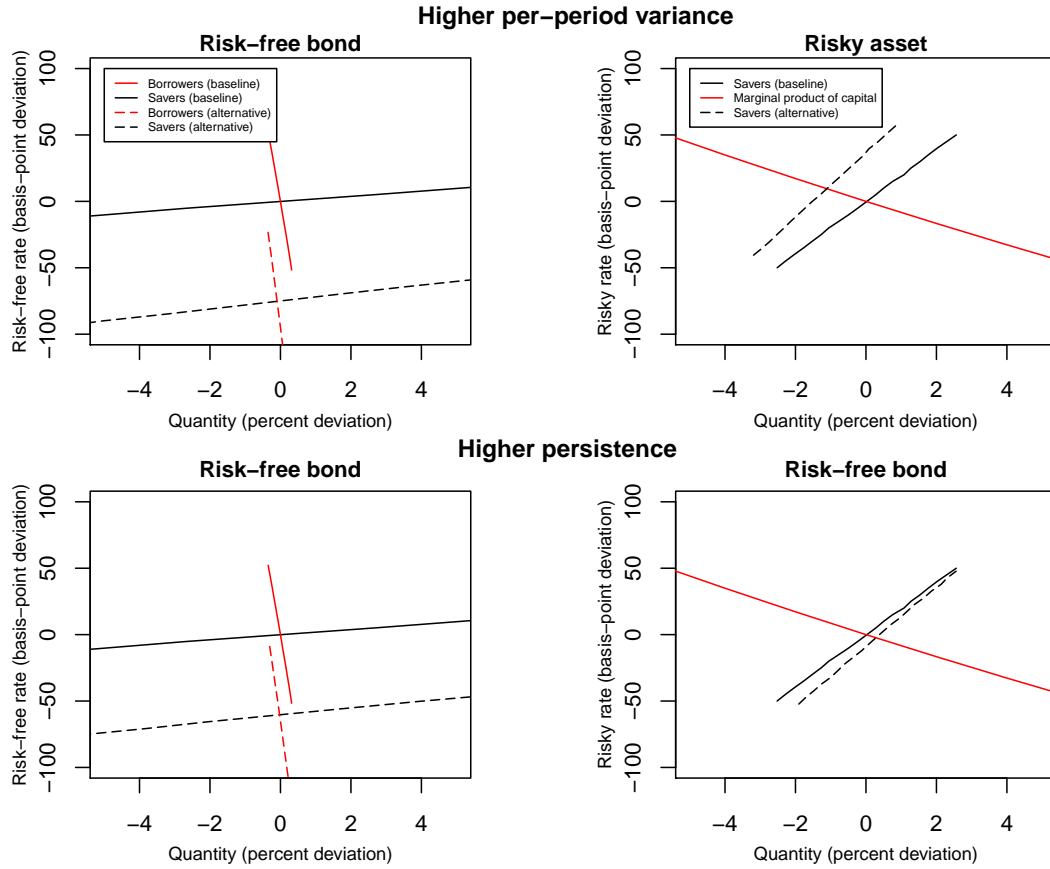 Higher per−period variance
Risk−free bond
Risk−free rate (basis−point deviation)
100
50
0
−50
−100
Borrowers (baseline)
Savers (baseline)
Borrowers (alternative)
Savers (alternative)
−4 −2 0 2 4
Quantity (percent deviation)
Risky asset
Risky rate (basis−point deviation)
100
50
0
−50
−100
Savers (baseline)
Marginal product of capital
Savers (alternative)
−4 −2 0 2 4
Quantity (percent deviation)
Higher persistence
Risk−free bond
Risk−free rate (basis−point deviation)
100
50
0
−50
−100
−4 −2 0 2 4
Quantity (percent deviation)
Risk−free bond
Risky rate (basis−point deviation)
100
50
0
−50
−100
−4 −2 0 2 4
Quantity (percent deviation)